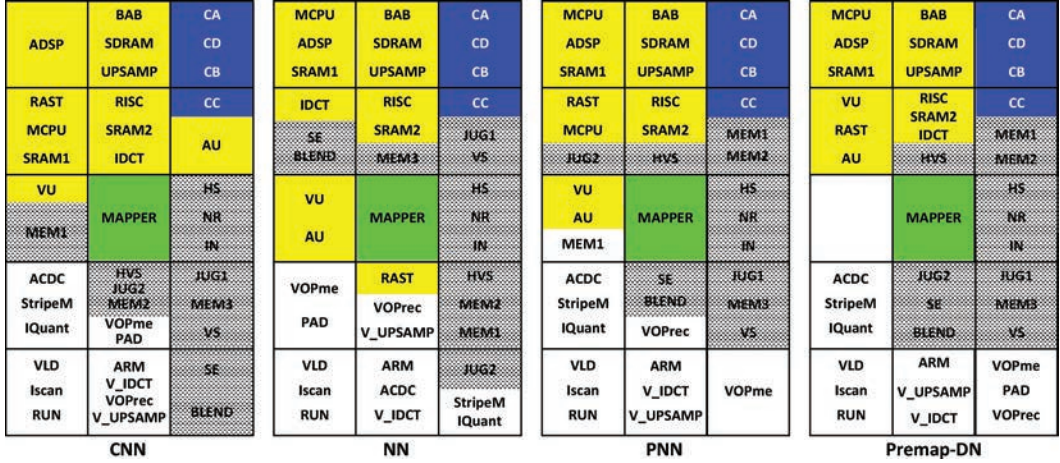 ADSP
BAB
SDRAM
UPSAMP
CA
CD
CB
RAST
MCPU
SRAM1
RISC
SRAM2
IDCT
CC
AU
VU
MEM1
MAPPER
HS
NR
IN
ACDC
StripeM
IQuant
HVS
JUG2
MEM2
VOPme
PAD
JUG1
MEM3
VS
VLD
Iscan
RUN
ARM
V_IDCT
VOPrec
V_UPSAMP
SE
BLEND
CNN
MCPU
ADSP
SRAM1
BAB
SDRAM
UPSAMP
CA
CD
CB
IDCT
SE
BLEND
RISC
SRAM2
MEM3
CC
JUG1
VS
VU
AU
MAPPER
HS
NR
IN
VOPme
PAD
RAST
VOPrec
V_UPSAMP
HVS
MEM2
MEM1
VLD
Iscan
RUN
ARM
ACDC
V_IDCT
JUG2
StripeM
IQuant
NN
MCPU
ADSP
SRAM1
BAB
SDRAM
UPSAMP
CA
CD
CB
RAST
MCPU
JUG2
RISC
SRAM2
HVS
CC
MEM1
MEM2
VU
AU
MEM1
MAPPER
HS
NR
IN
ACDC
StripeM
IQuant
SE
BLEND
VOPrec
JUG1
MEM3
VS
VLD
Iscan
RUN
ARM
V_IDCT
V_UPSAMP
VOPme
PNN
MCPU
ADSP
SRAM1
BAB
SDRAM
UPSAMP
CA
CD
CB
VU
RAST
AU
RISC
SRAM2
IDCT
HVS
CC
MEM1
MEM2
MAPPER
HS
NR
IN
ACDC
StripeM
IQuant
JUG2
SE
BLEND
JUG1
MEM3
VS
VLD
Iscan
RUN
ARM
V_UPSAMP
V_IDCT
VOPme
PAD
VOPrec
Premap-DN